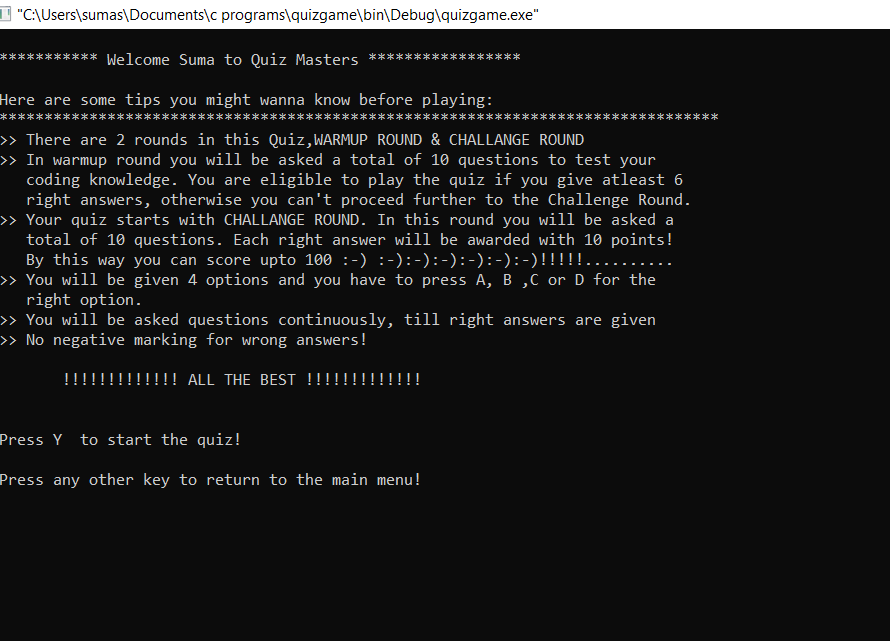 "C:\Users\sumas\Documents\c programs\quizgame\bin\Debug\quizgame.exe"
*********** Welcome Suma to Quiz Masters *****************
Here are some tips you might wanna know before playing:
********************************************************************************
>> There are 2 rounds in this Quiz,WARMUP ROUND & CHALLANGE ROUND
>> In warmup round you will be asked a total of 10 questions to test your
coding knowledge. You are eligible to play the quiz if you give atleast 6
right answers, otherwise you can't proceed further to the Challenge Round.
>> Your quiz starts with CHALLANGE ROUND. In this round you will be asked a
total of 10 questions. Each right answer will be awarded with 10 points!
By this way you can score upto 100 :-) :-):-):-):-):-):-)!!!!!..........
>> You will be given 4 options and you have to press A, B ,C or D for the
right option.
>> You will be asked questions continuously, till right answers are given
>> No negative marking for wrong answers!
!!!!!!!!!!!!! ALL THE BEST !!!!!!!!!!!!!
Press Y  to start the quiz!
Press any other key to return to the main menu!